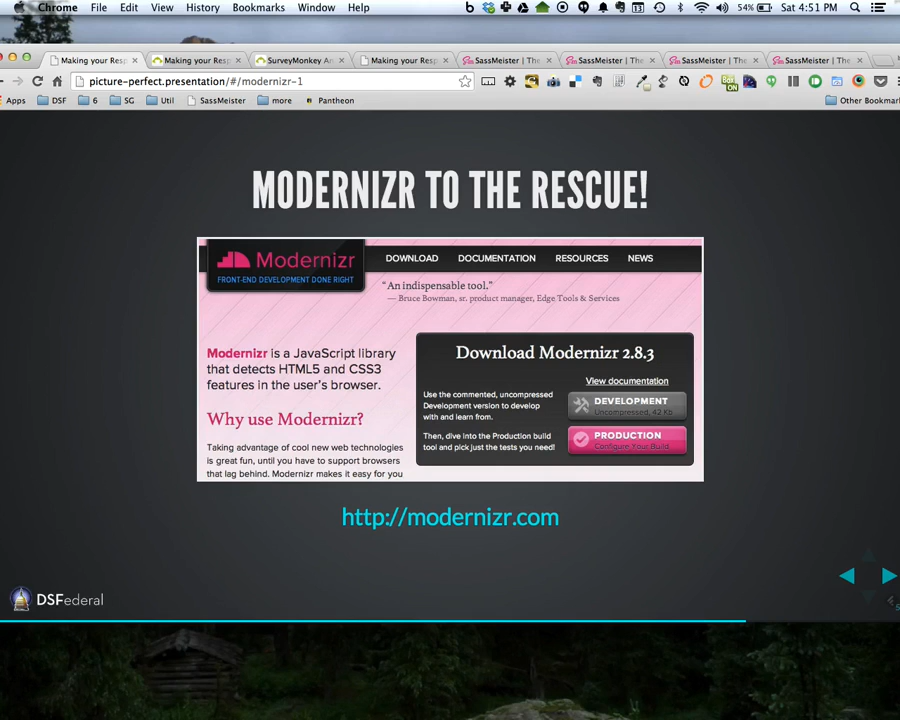 Chrome File Edit View History Bookmarks Window Help 54% Sat 4:51 PM
Making your Resp Making your Resp SurveyMonkey An Making your Resp SassMeister | The SassMeister | The SassMeister | The SassMeister | The
picture-perfect.presentation/#/modernizr-1
Apps DSF 6 SG Util SassMeister more Pantheon Other Bookmar
MODERNIZR TO THE RESCUE!
Modernizr
FRONT-END DEVELOPMENT DONE RIGHT
DOWNLOAD DOCUMENTATION RESOURCES NEWS
“An indispensable tool.”
— Bruce Bowman, sr. product manager, Edge Tools & Services
Modernizr is a JavaScript library
that detects HTML5 and CSS3
features in the user’s browser.
Why use Modernizr?
Taking advantage of cool new web technologies
is great fun, until you have to support browsers
that lag behind. Modernizr makes it easy for you
Download Modernizr 2.8.3
View documentation
Use the commented, uncompressed
Development version to develop
with and learn from.
DEVELOPMENT
Uncompressed, 42 Kb
Then, dive into the Production build
tool and pick just the tests you need!
PRODUCTION
Configure Your Build
http://modernizr.com
DSFederal